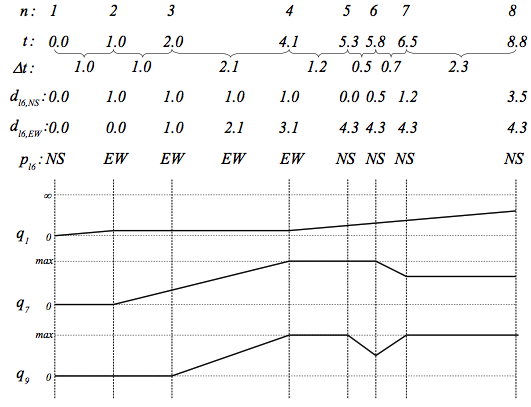 n: 1 2 3 4 5 6 7 8
t: 0.0 1.0 2.0 4.1 5.3 5.8 6.5 8.8
Δt: 1.0 1.0 2.1 1.2 0.5 0.7 2.3
d_{l6,NS}: 0.0 1.0 1.0 1.0 0.0 0.5 1.2 3.5
d_{l6,EW}: 0.0 0.0 1.0 2.1 3.1 4.3 4.3 4.3 4.3
p_{l6}: NS EW EW EW EW NS NS NS
∞
q_1 0
max
q_7 0
max
q_9 0